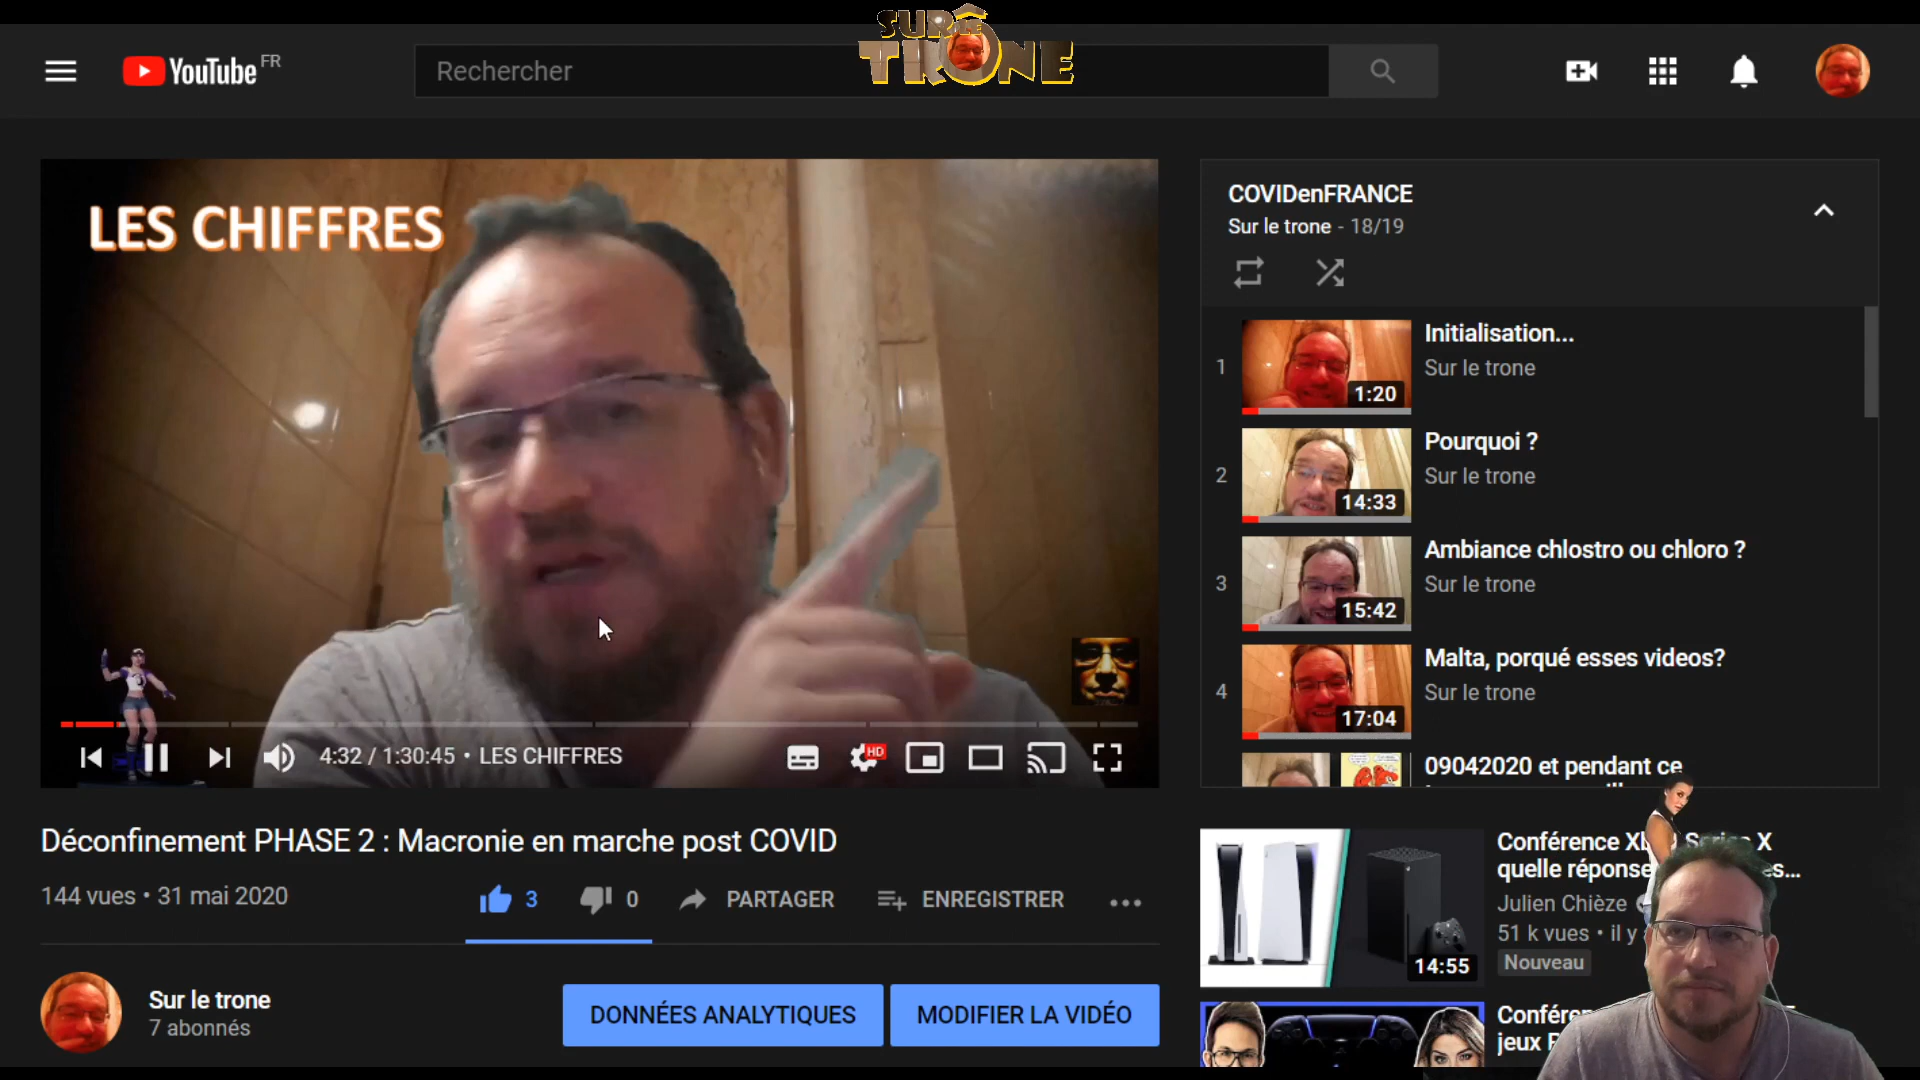 SUR LE
TRÔNE
YouTube FR
Rechercher
LES CHIFFRES
4:32 / 1:30:45 • LES CHIFFRES
HD
Déconfinement PHASE 2 : Macronie en marche post COVID
144 vues • 31 mai 2020
3
0
PARTAGER
ENREGISTRER
Sur le trone
7 abonnés
DONNÉES ANALYTIQUES
MODIFIER LA VIDÉO
COVIDenFRANCE
Sur le trone - 18/19
1
1:20
Initialisation...
Sur le trone
2
14:33
Pourquoi ?
Sur le trone
3
15:42
Ambiance chlostro ou chloro ?
Sur le trone
4
17:04
Malta, porqué esses videos?
Sur le trone
09042020 et pendant ce
14:55
Conférence X
quelle réponse
Julien Chièze
51 k vues • il y
Nouveau
jeux